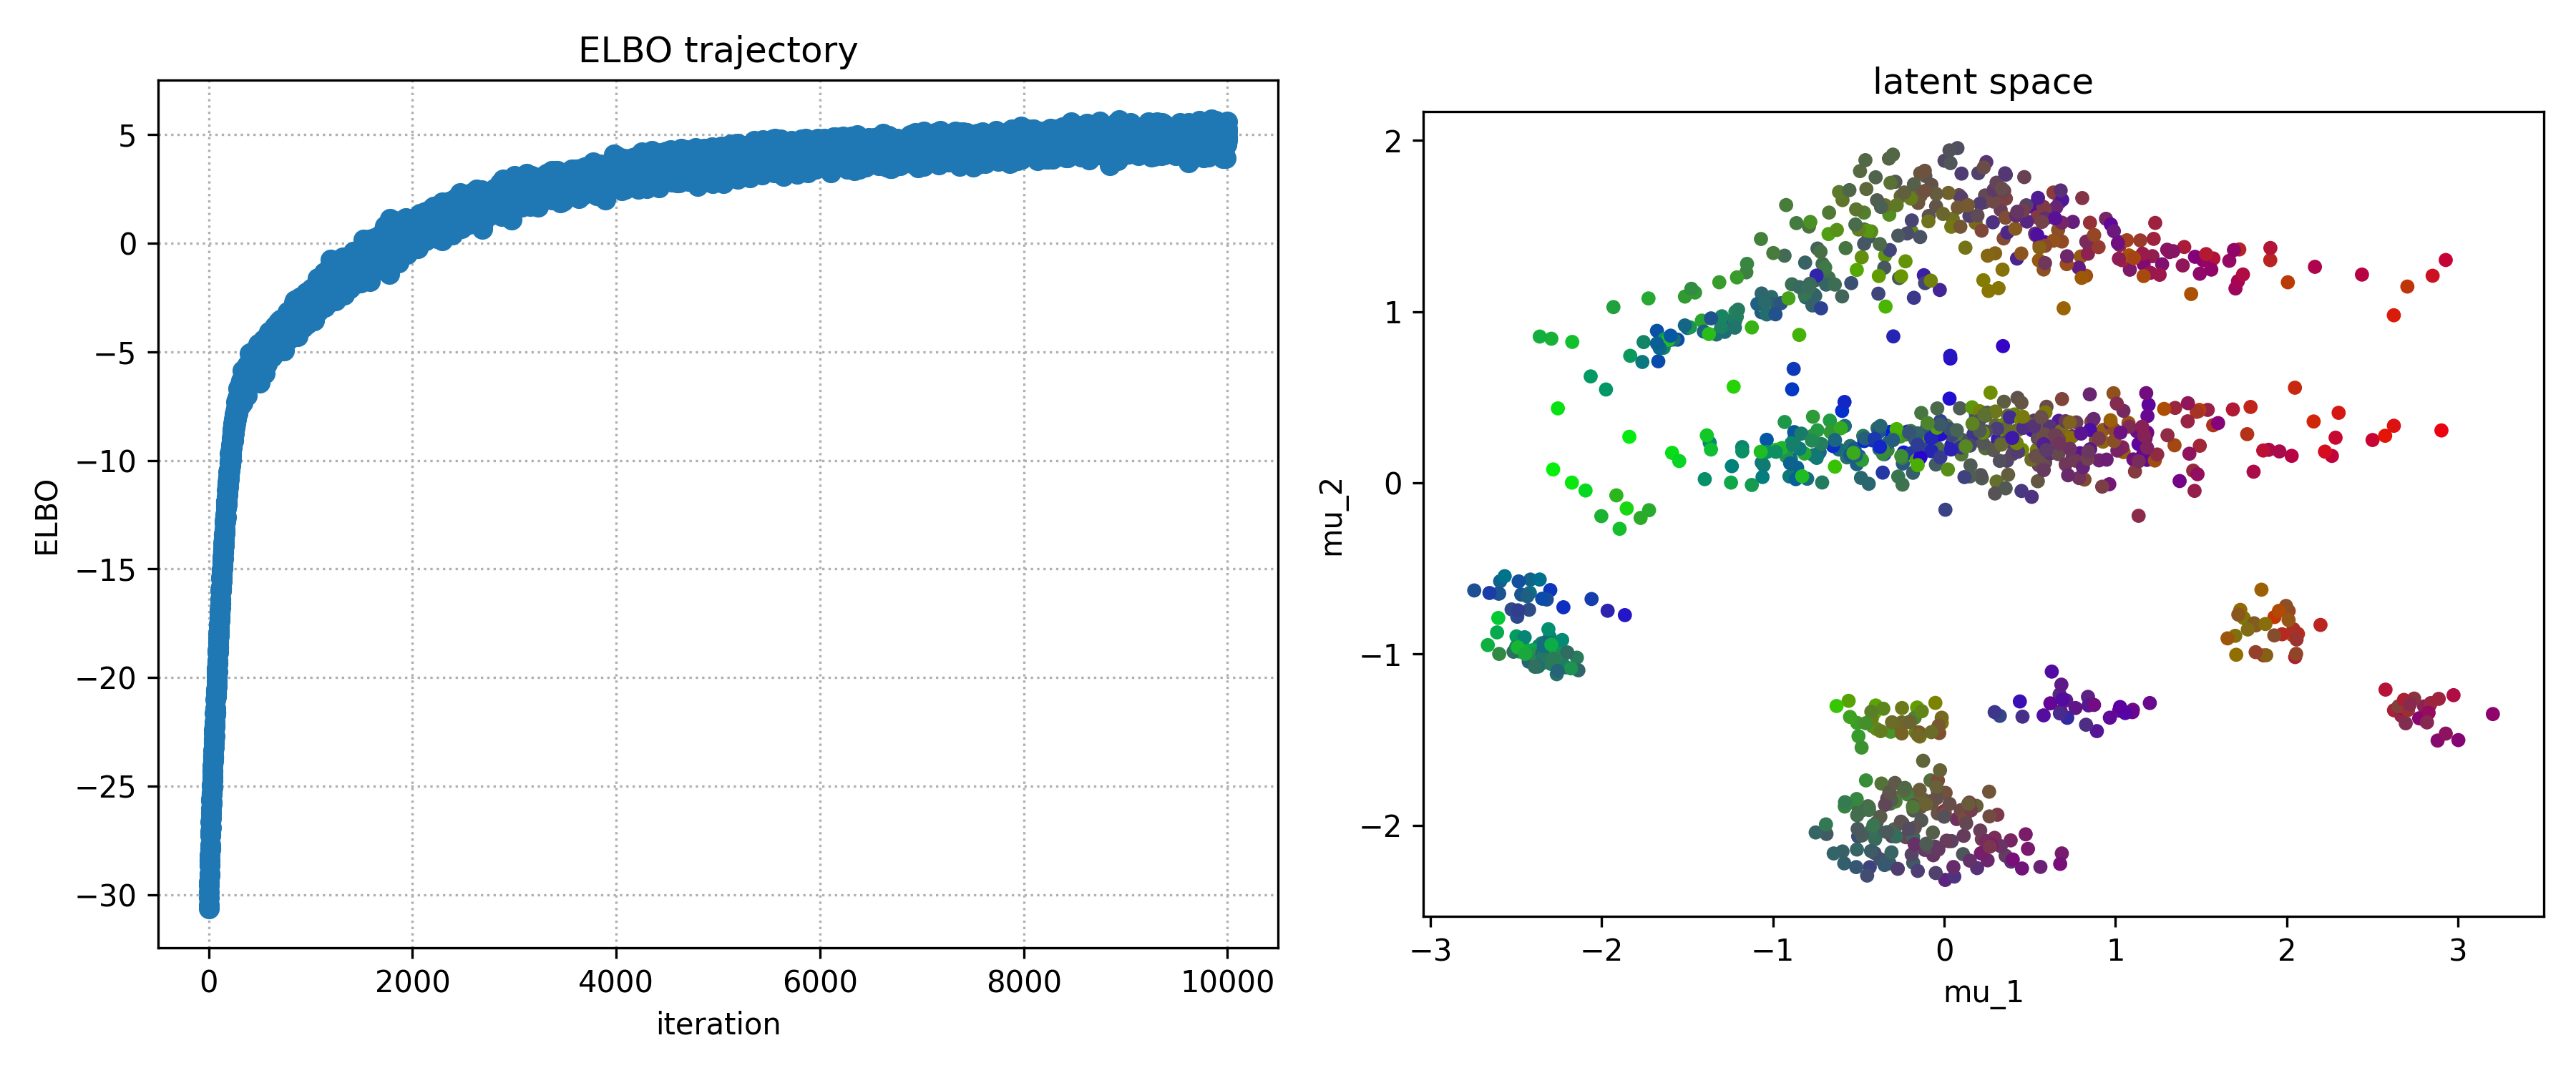 ELBO trajectory
5
0
−5
−10
−15
−20
−25
−30
ELBO
0 2000 4000 6000 8000 10000
iteration
latent space
2
1
0
−1
−2
mu_2
−3 −2 −1 0 1 2 3
mu_1